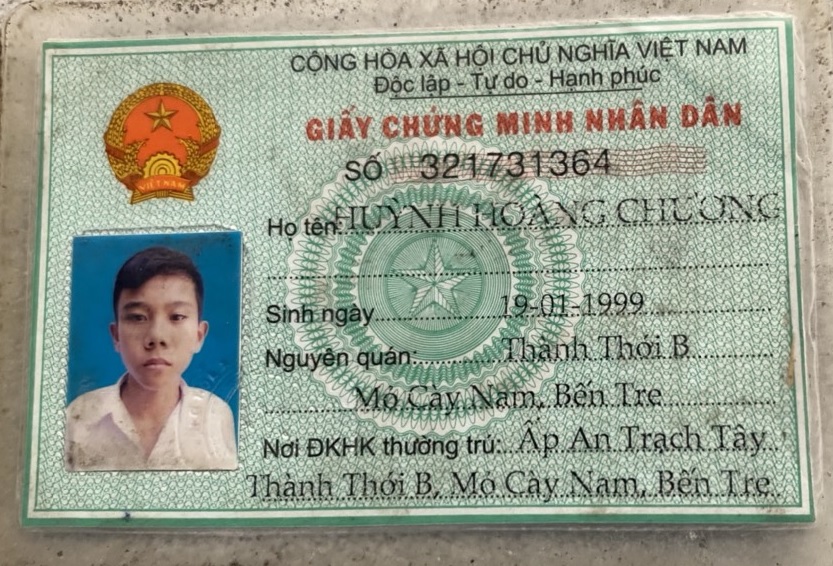 CỘNG HÒA XÃ HỘI CHỦ NGHĨA VIỆT NAM
Độc lập - Tự do - Hạnh phúc
GIẤY CHỨNG MINH NHÂN DÂN
SỐ 321731364
Họ tên HUỲNH HOÀNG CHƯƠNG
Sinh ngày 19-01-1999
Nguyên quán: Thành Thới B
Mỏ Cày Nam, Bến Tre
Nơi ĐKHK thường trú: Ấp An Trạch Tây
Thành Thới B, Mỏ Cày Nam, Bến Tre
VIỆT NAM